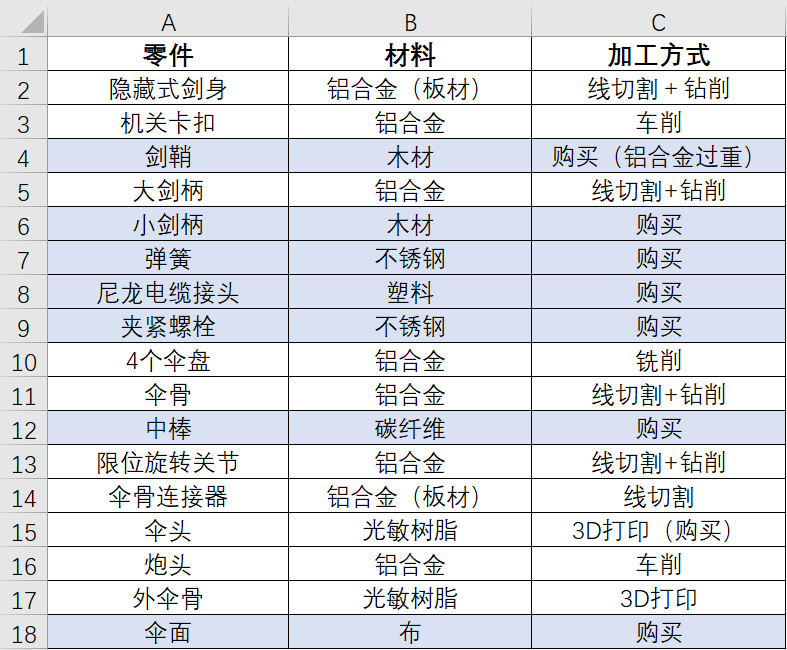 A B C
1 零件 材料 加工方式
2 隐藏式剑身 铝合金（板材） 线切割 + 钻削
3 机关卡扣 铝合金 车削
4 剑鞘 木材 购买（铝合金过重）
5 大剑柄 铝合金 线切割+钻削
6 小剑柄 木材 购买
7 弹簧 不锈钢 购买
8 尼龙电缆接头 塑料 购买
9 夹紧螺栓 不锈钢 购买
10 4个伞盘 铝合金 铣削
11 伞骨 铝合金 线切割+钻削
12 中棒 碳纤维 购买
13 限位旋转关节 铝合金 线切割+钻削
14 伞骨连接器 铝合金（板材） 线切割
15 伞头 光敏树脂 3D打印（购买）
16 炮头 铝合金 车削
17 外伞骨 光敏树脂 3D打印
18 伞面 布 购买